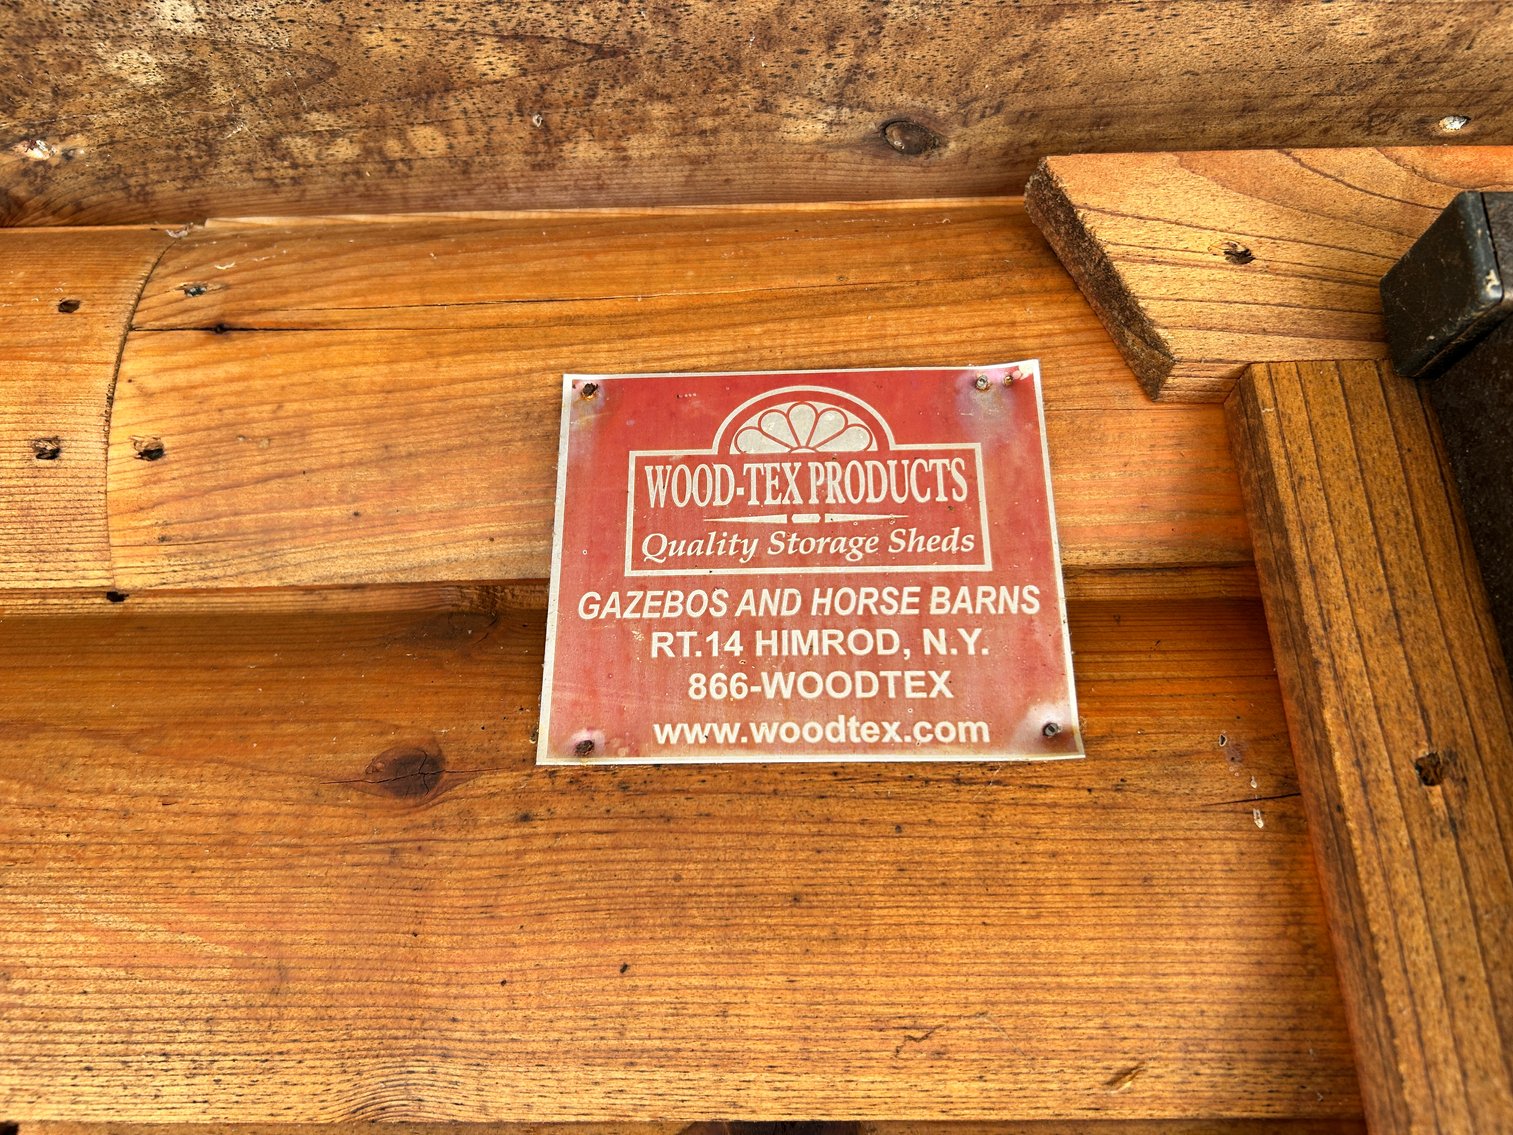 WOOD-TEX PRODUCTS
Quality Storage Sheds
GAZEBOS AND HORSE BARNS
RT.14 HIMROD, N.Y.
866-WOODTEX
www.woodtex.com